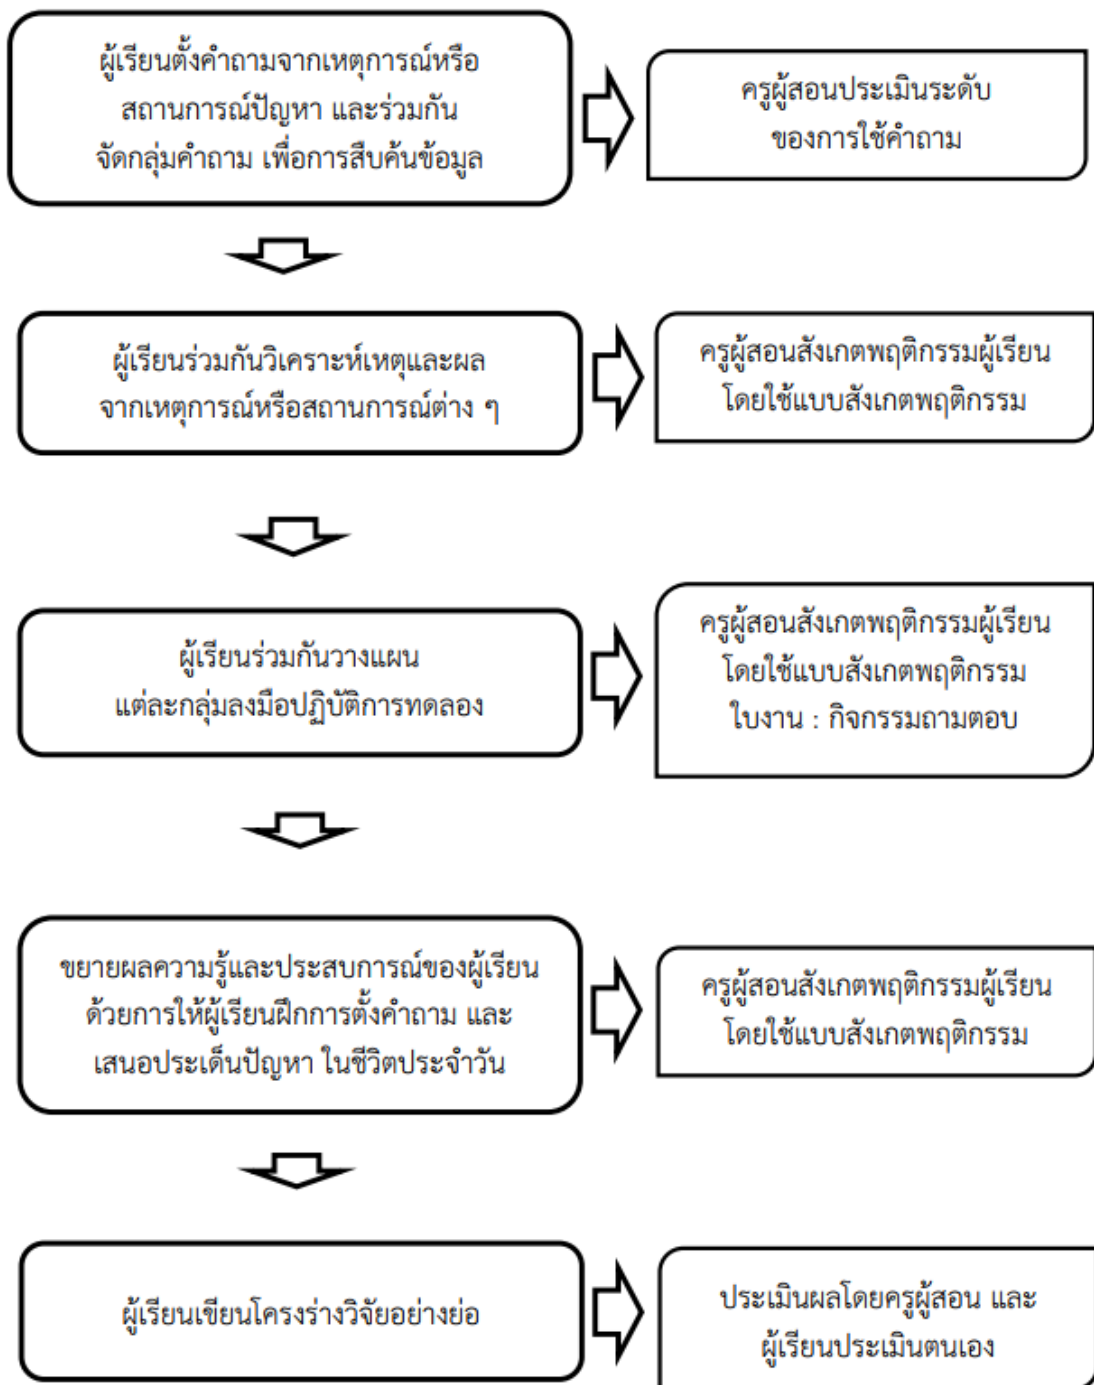 ผู้เรียนตั้งคำถามจากเหตุการณ์หรือ
สถานการณ์ปัญหา และร่วมกัน
จัดกลุ่มคำถาม เพื่อการสืบค้นข้อมูล
ครูผู้สอนประเมินระดับ
ของการใช้คำถาม
ผู้เรียนร่วมกันวิเคราะห์เหตุและผล
จากเหตุการณ์หรือสถานการณ์ต่าง ๆ
ครูผู้สอนสังเกตพฤติกรรมผู้เรียน
โดยใช้แบบสังเกตพฤติกรรม
ผู้เรียนร่วมกันวางแผน
แต่ละกลุ่มลงมือปฏิบัติการทดลอง
ครูผู้สอนสังเกตพฤติกรรมผู้เรียน
โดยใช้แบบสังเกตพฤติกรรม
ใบงาน : กิจกรรมถามตอบ
ขยายผลความรู้และประสบการณ์ของผู้เรียน
ด้วยการให้ผู้เรียนฝึกการตั้งคำถาม และ
เสนอประเด็นปัญหา ในชีวิตประจำวัน
ครูผู้สอนสังเกตพฤติกรรมผู้เรียน
โดยใช้แบบสังเกตพฤติกรรม
ผู้เรียนเขียนโครงร่างวิจัยอย่างย่อ
ประเมินผลโดยครูผู้สอน และ
ผู้เรียนประเมินตนเอง